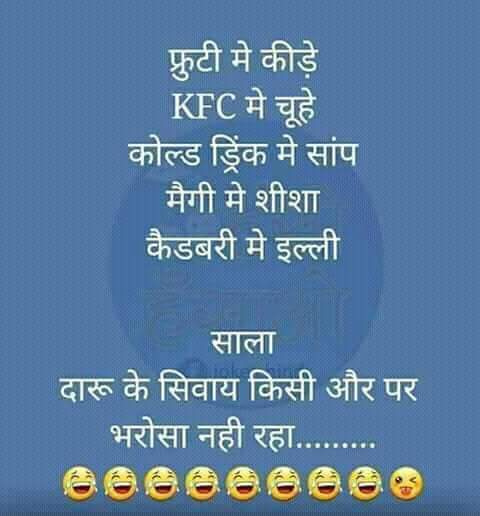 फ्रुटी मे कीड़े
KFC मे चूहे
कोल्ड ड्रिंक मे सांप
मैगी मे शीशा
कैडबरी मे इल्ली
साला
दारू के सिवाय किसी और पर
भरोसा नही रहा.........
😂😂😂😂😂😂😂😂😜